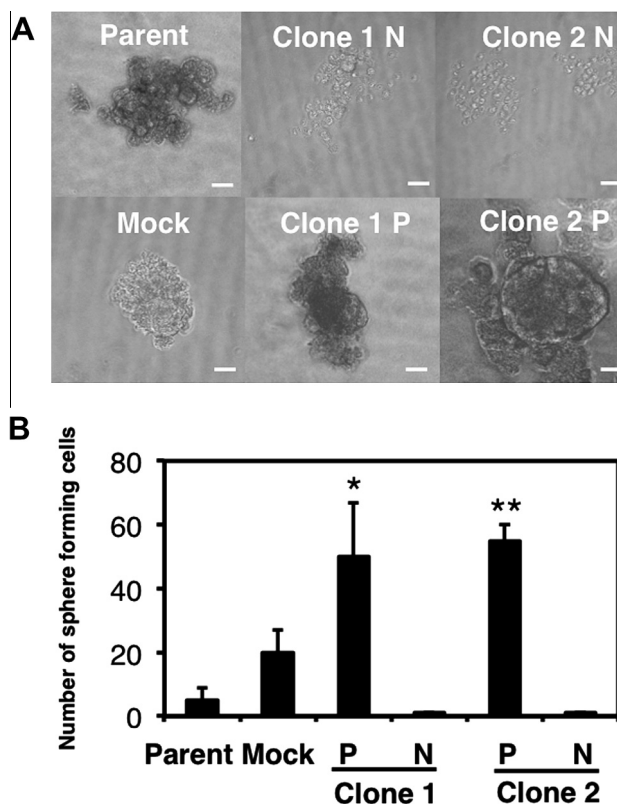 A
Parent
Clone 1 N
Clone 2 N
Mock
Clone 1 P
Clone 2 P
B
Number of sphere forming cells
80
60
40
20
0
*
**
Parent Mock P N P N
Clone 1 Clone 2